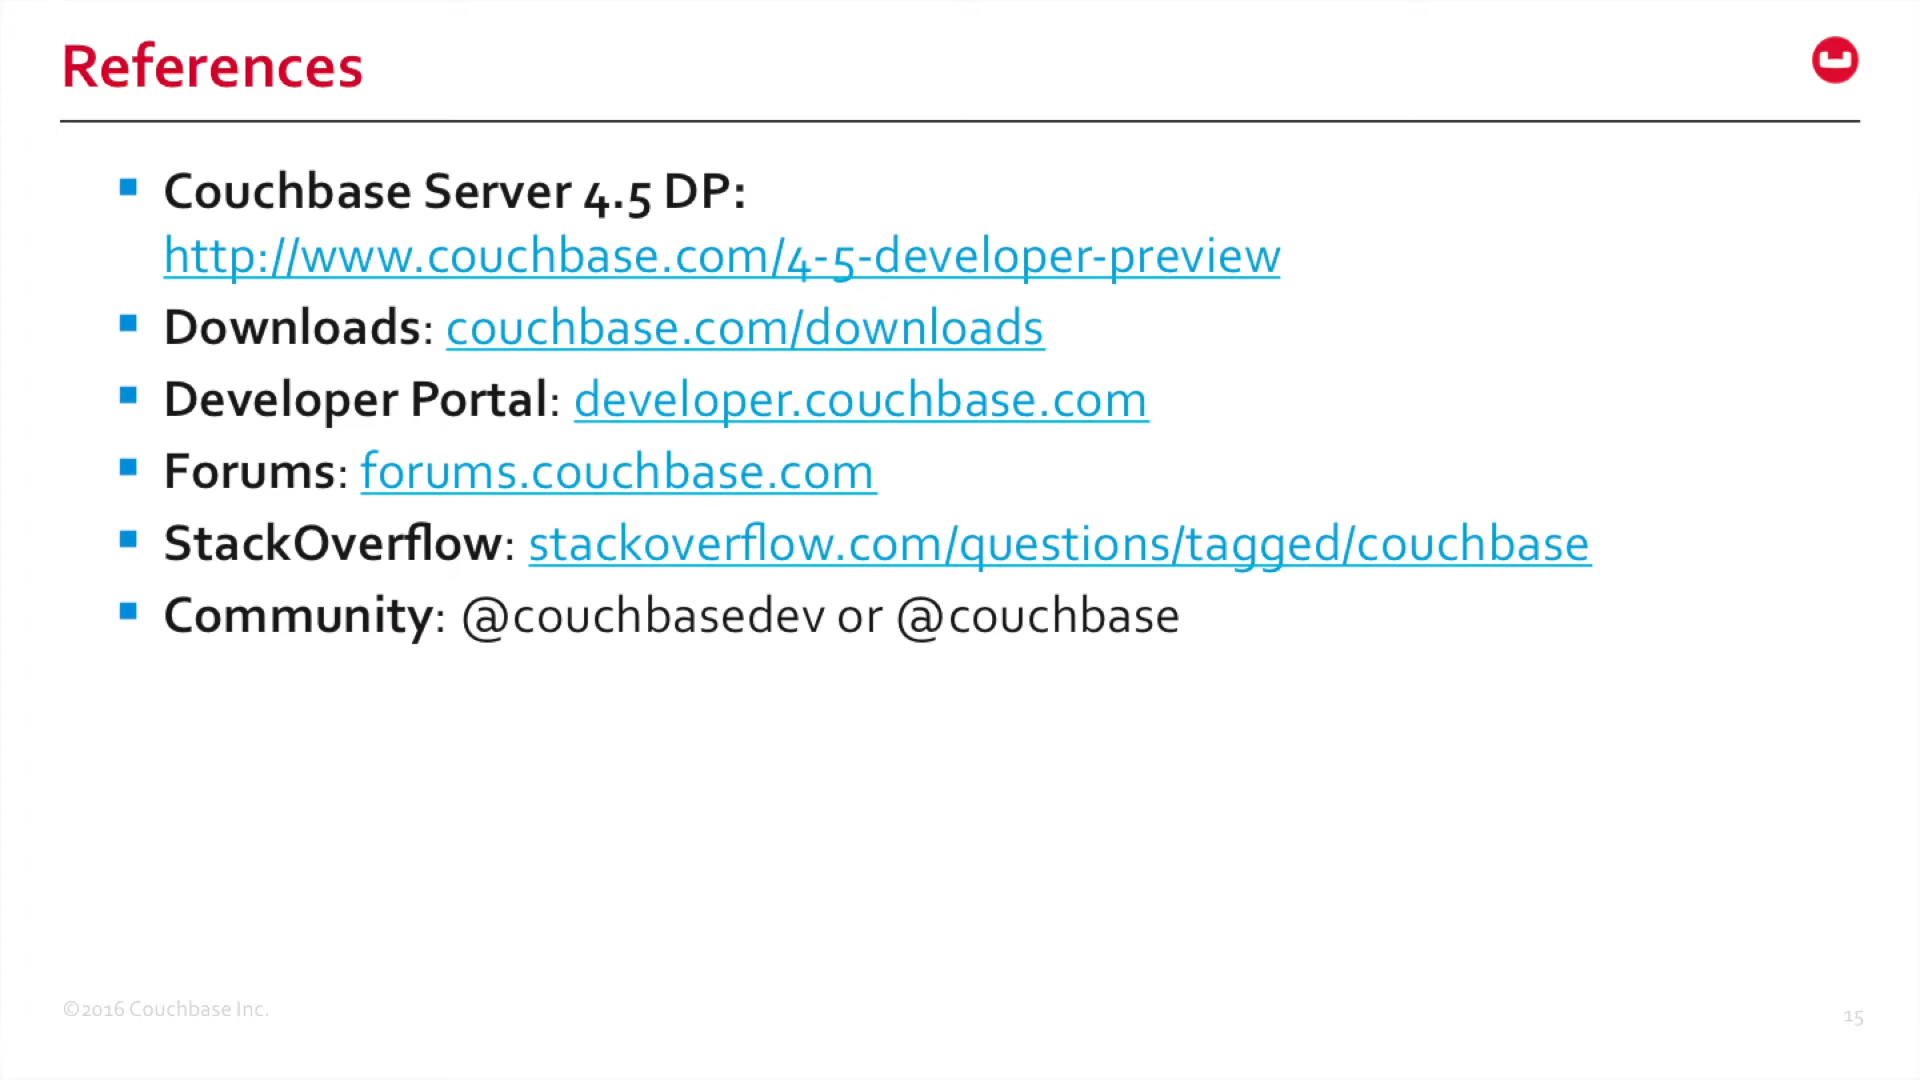 References
Couchbase Server 4.5 DP:
http://www.couchbase.com/4-5-developer-preview
Downloads: couchbase.com/downloads
Developer Portal: developer.couchbase.com
Forums: forums.couchbase.com
StackOverflow: stackoverflow.com/questions/tagged/couchbase
Community: @couchbasedev or @couchbase
©2016 Couchbase Inc.
15